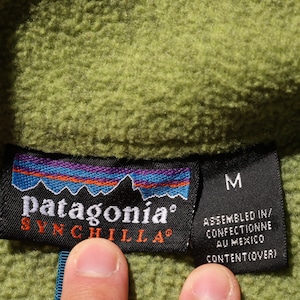 patagonia®
SYNCHILLA®
M
ASSEMBLED IN/
CONFECTIONNE
AU MEXICO
CONTENT(OVER)